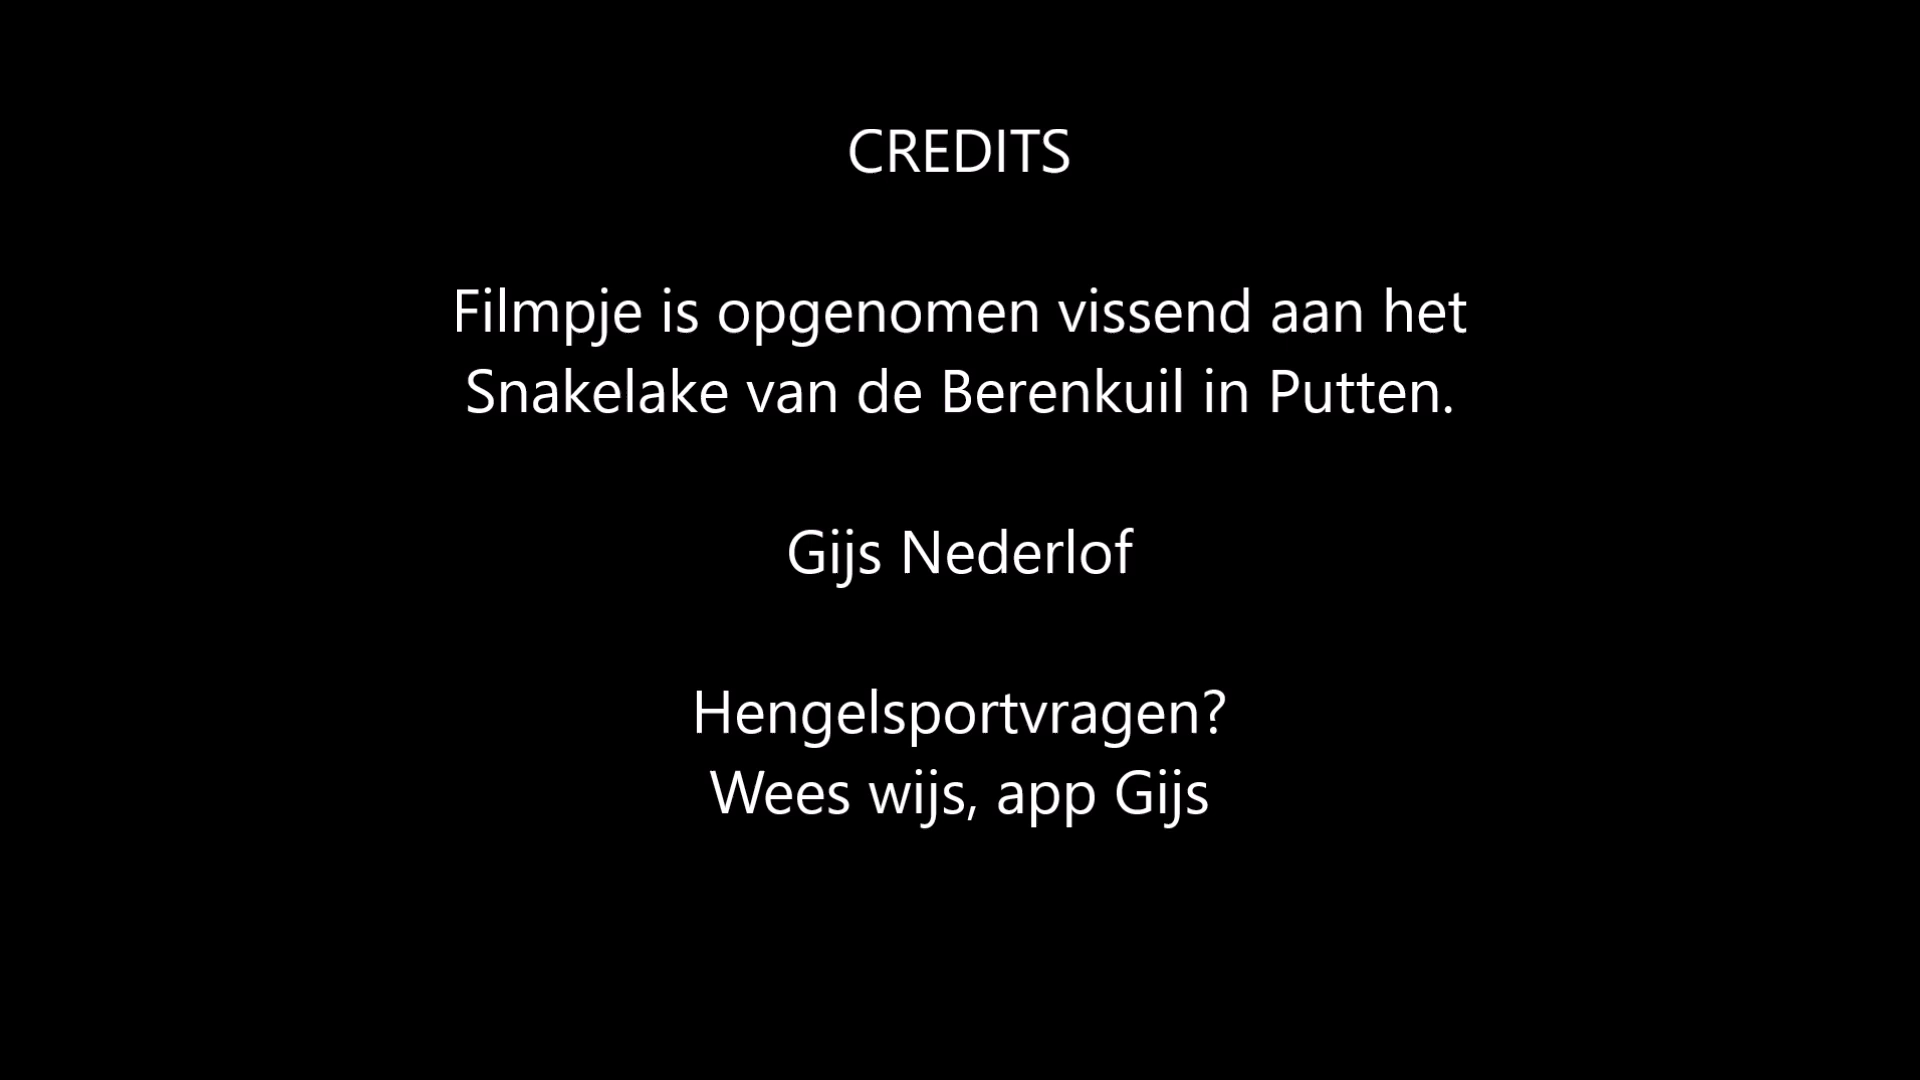 CREDITS
Filmpje is opgenomen vissend aan het
Snakelake van de Berenkuil in Putten.
Gijs Nederlof
Hengelsportvragen?
Wees wijs, app Gijs